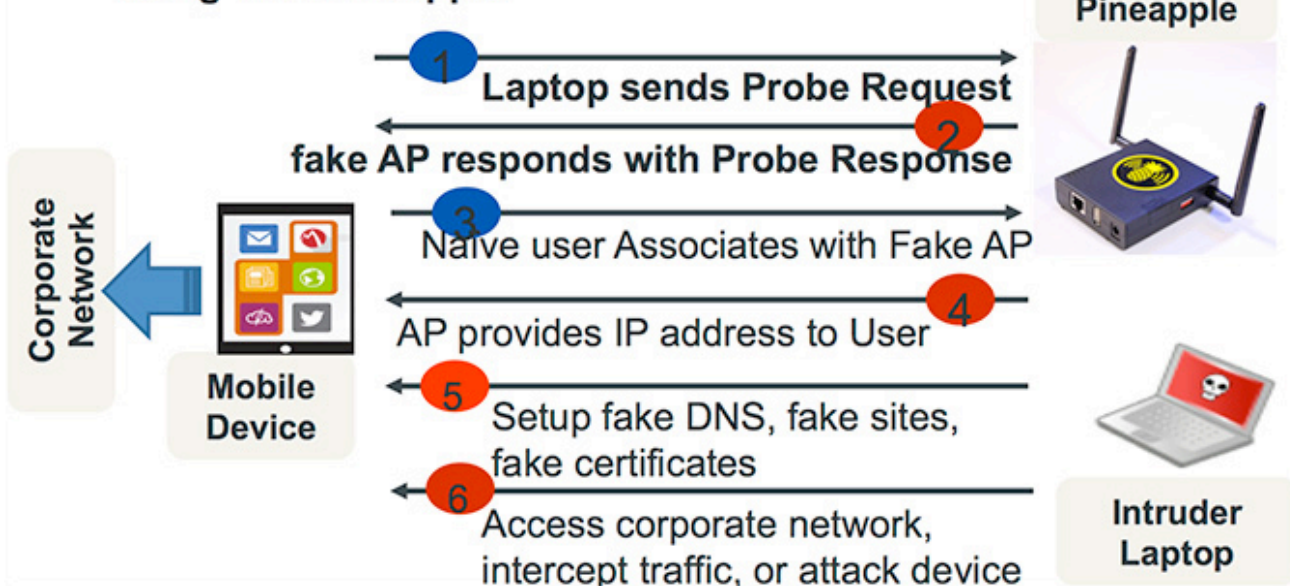 Pineapple
1
Laptop sends Probe Request
2
fake AP responds with Probe Response
3
Naive user Associates with Fake AP
4
AP provides IP address to User
5
Setup fake DNS, fake sites,
fake certificates
6
Access corporate network,
intercept traffic, or attack device
Corporate
Network
Mobile
Device
Intruder
Laptop